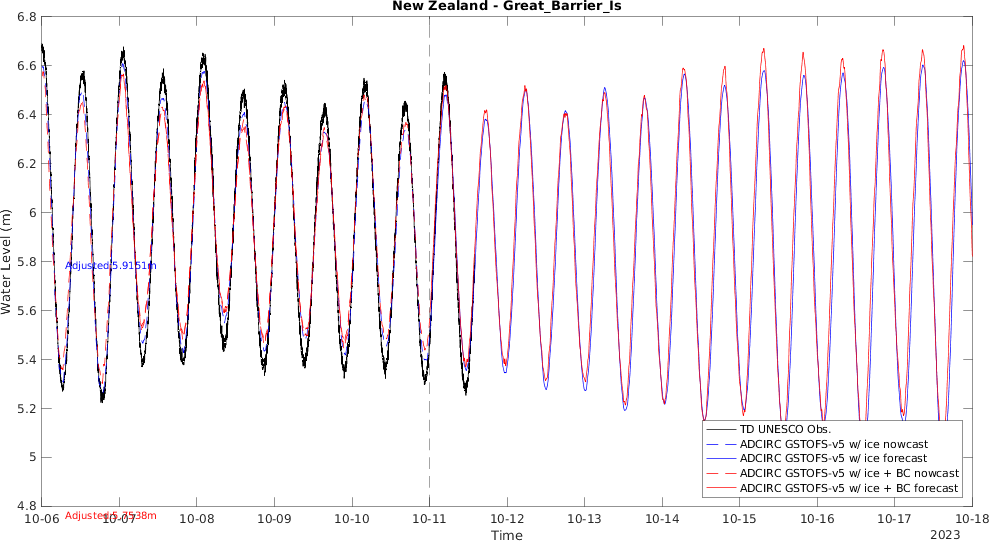 New Zealand - Great_Barrier_Is
6.8
6.6
6.4
6.2
6
5.8
5.6
5.4
5.2
5
4.8
Water Level (m)
Adjusted:5.9151m
TD UNESCO Obs.
ADCIRC GSTOFS-v5 w/ ice nowcast
ADCIRC GSTOFS-v5 w/ ice forecast
ADCIRC GSTOFS-v5 w/ ice + BC nowcast
ADCIRC GSTOFS-v5 w/ ice + BC forecast
10-06 10-07 10-08 10-09 10-10 10-11 10-12 10-13 10-14 10-15 10-16 10-17 10-18
Time
2023